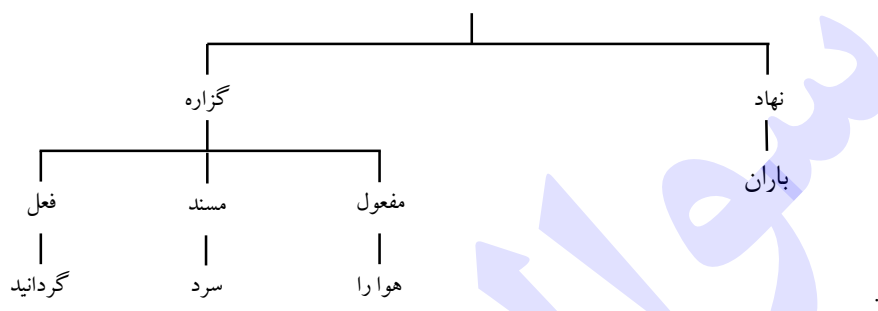 نهاد گزاره
باران
مفعول مسند فعل
هوا را سرد گردانید